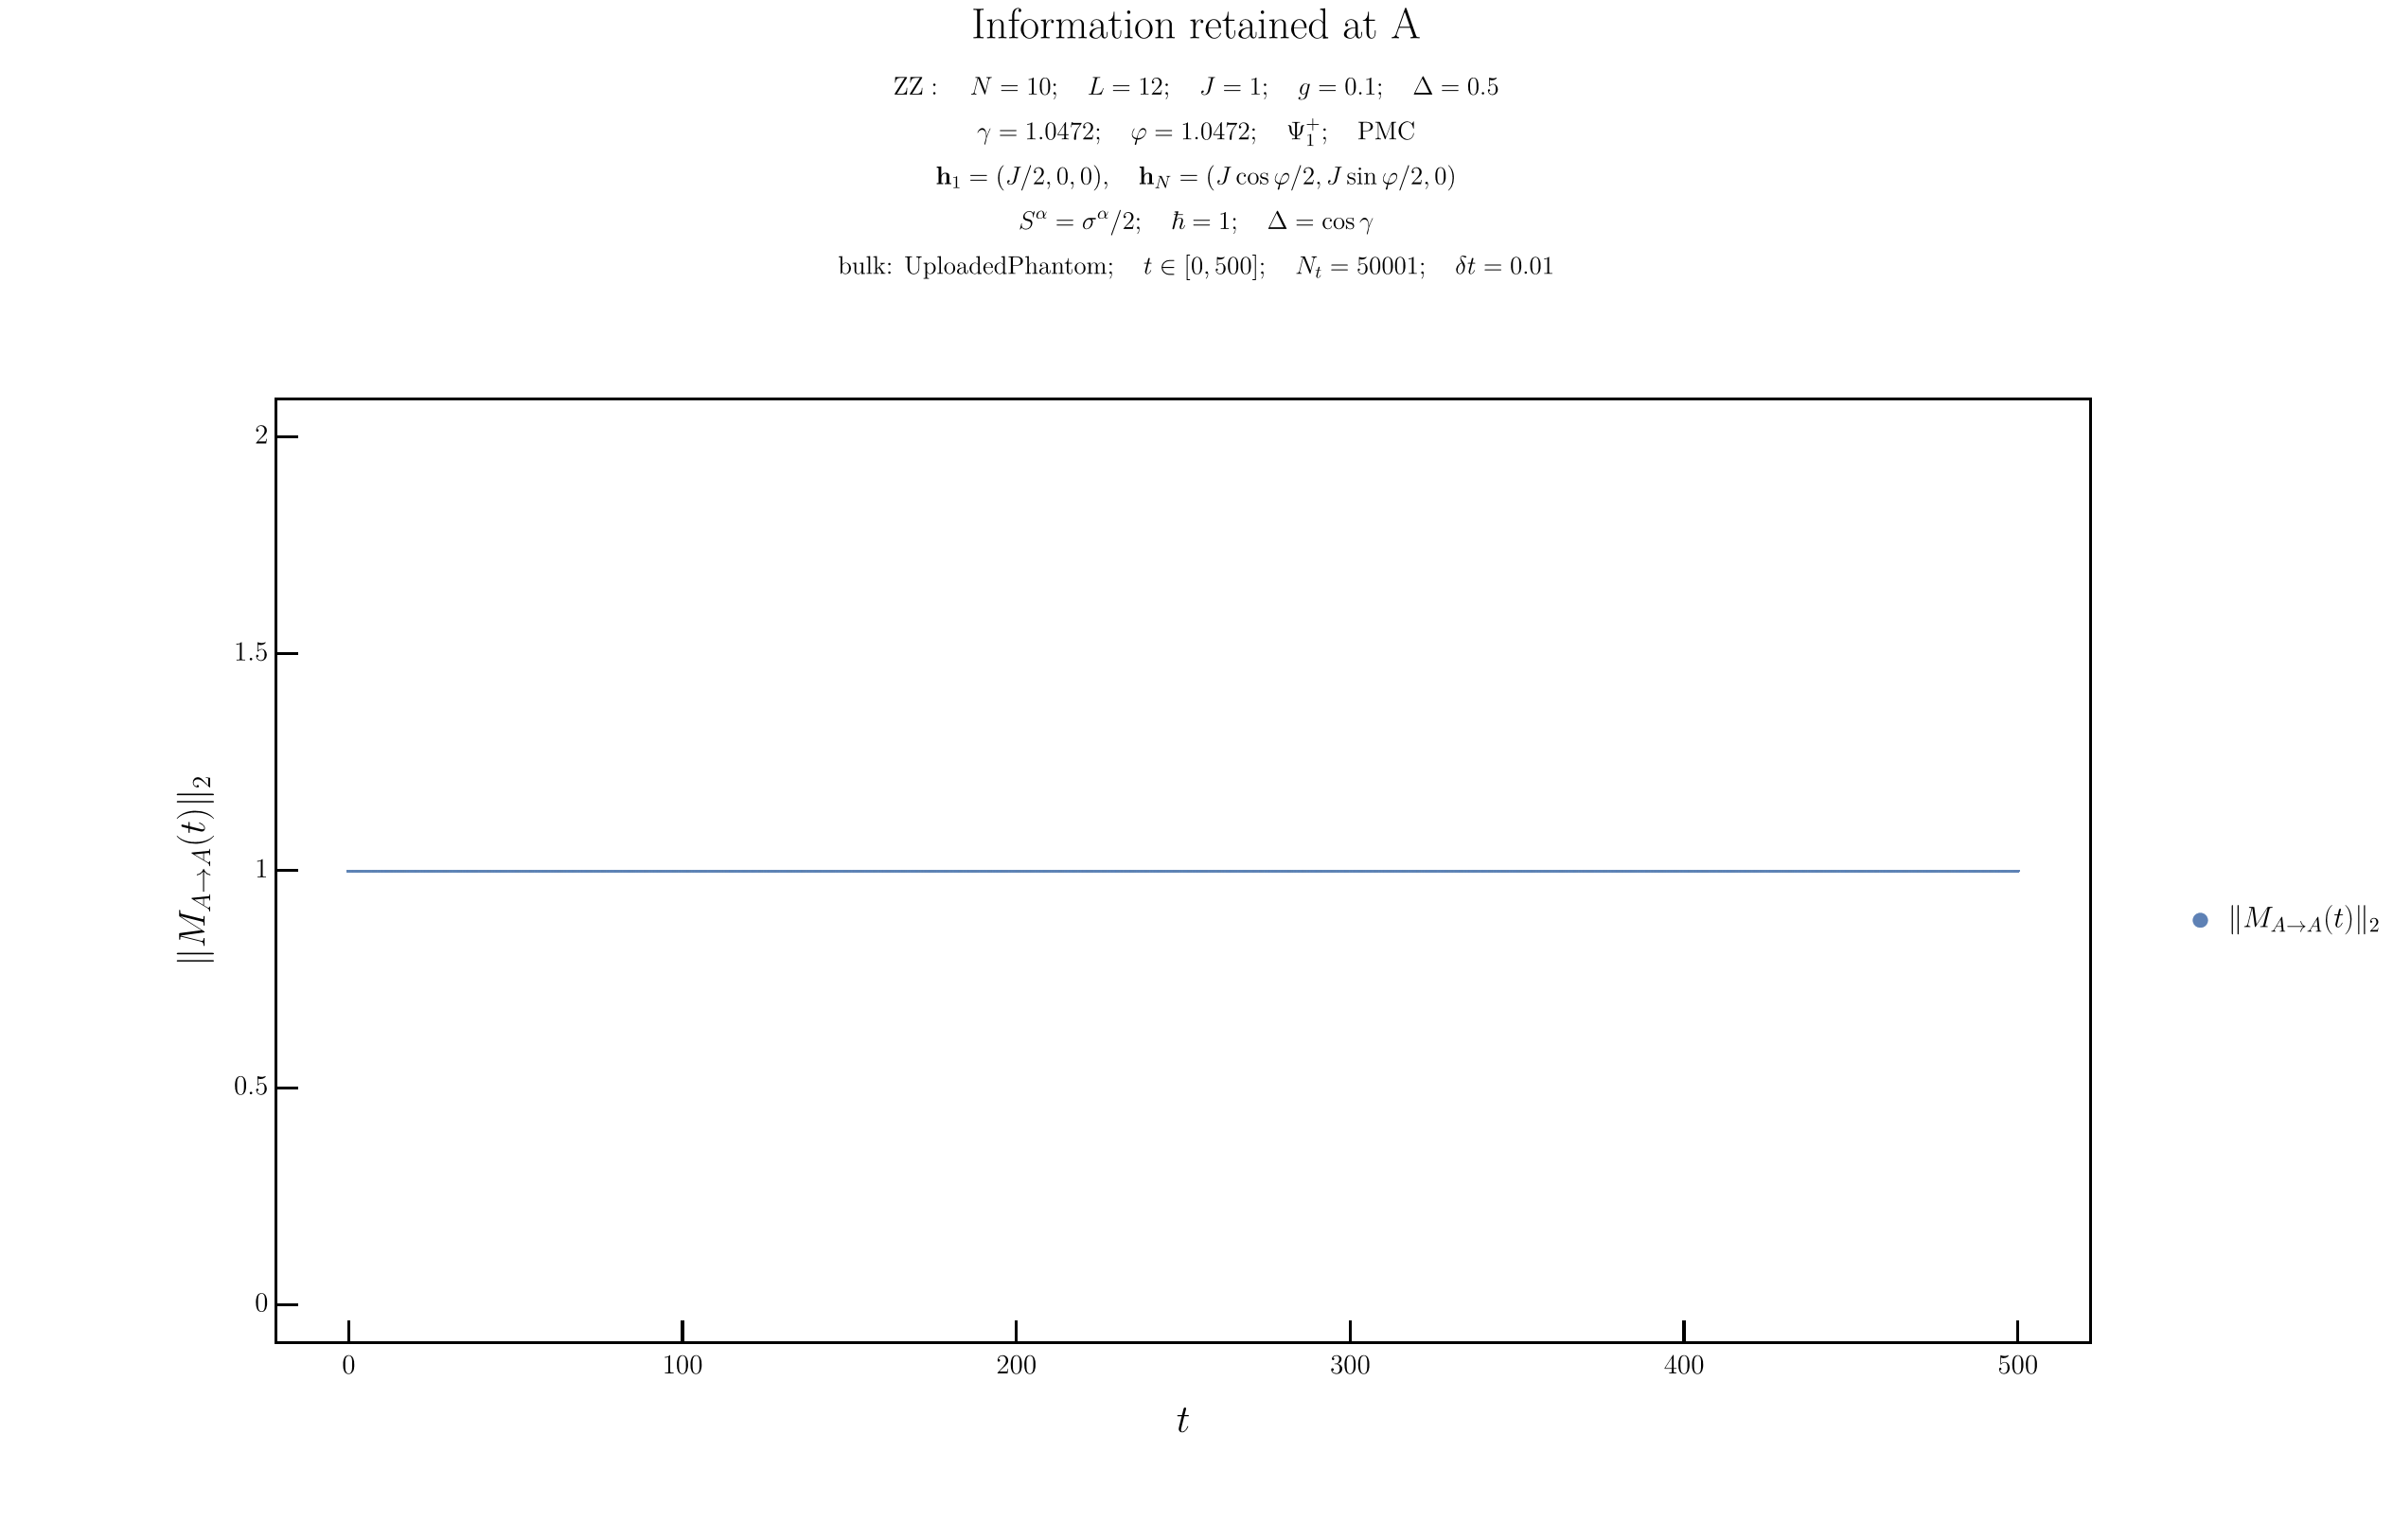 Information retained at A
ZZ : N = 10; L = 12; J = 1; g = 0.1; Δ = 0.5
γ = 1.0472; φ = 1.0472; Ψ₁⁺; PMC
𝐡₁ = (J/2, 0, 0), 𝐡_N = (J cos φ/2, J sin φ/2, 0)
S^α = σ^α/2; ℏ = 1; Δ = cos γ
bulk: UploadedPhantom; t ∈ [0, 500]; N_t = 50001; δt = 0.01
2
1.5
1
0.5
0
‖M_{A→A}(t)‖₂
‖M_{A→A}(t)‖₂
0 100 200 300 400 500
t